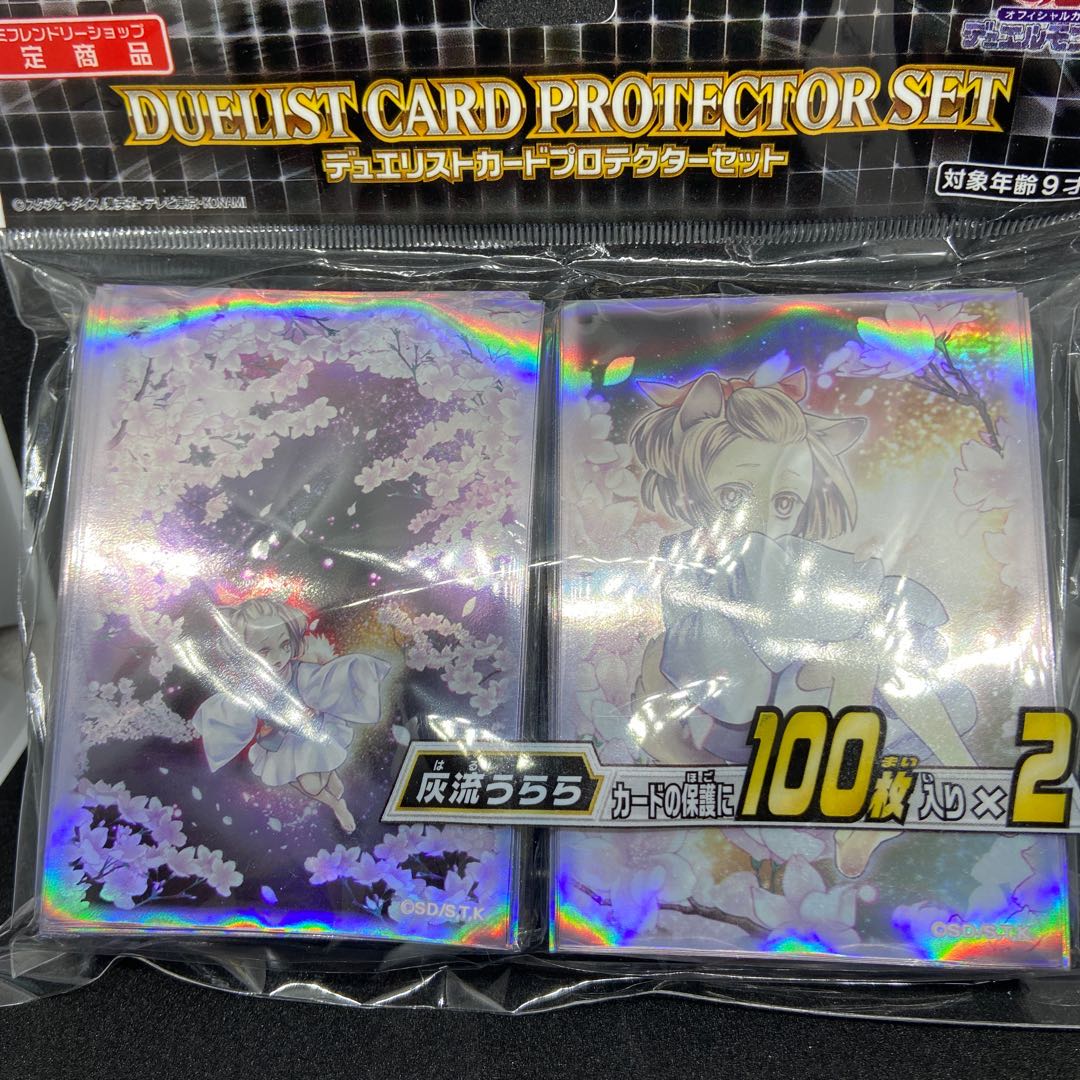 ミフレンドリーショップ
定商品
オフィシャルカ
デュエルモン
DUELIST CARD PROTECTOR SET
デュエリストカードプロテクターセット
対象年齢9才
©スタジオ・ダイス/集英社・テレビ東京・KONAMI
はる
灰流うらら
ほご
まい
カードの保護に100枚入り×2
©SD/S.T.K
©SD/S.T.K